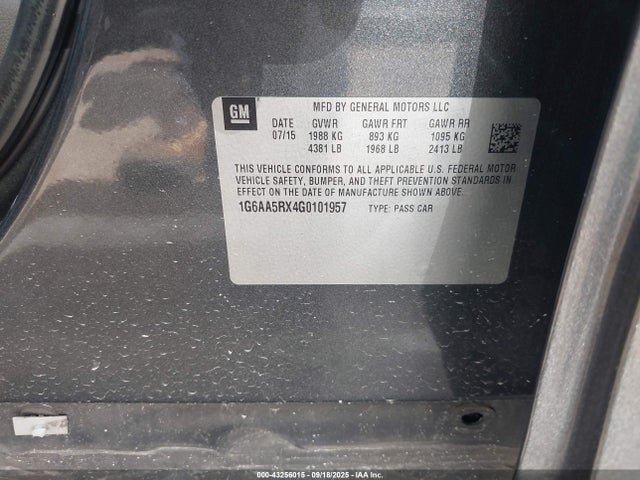 GM
MFD BY GENERAL MOTORS LLC
DATE GVWR GAWR FRT GAWR RR
07/15 1988 KG 893 KG 1095 KG
4381 LB 1968 LB 2413 LB
THIS VEHICLE CONFORMS TO ALL APPLICABLE U.S. FEDERAL MOTOR
VEHICLE SAFETY, BUMPER, AND THEFT PREVENTION STANDARDS IN
EFFECT ON THE DATE OF MANUFACTURE SHOWN ABOVE.
1G6AA5RX4G0101957 TYPE: PASS CAR
000-43256015 - 09/18/2025 - IAA Inc.